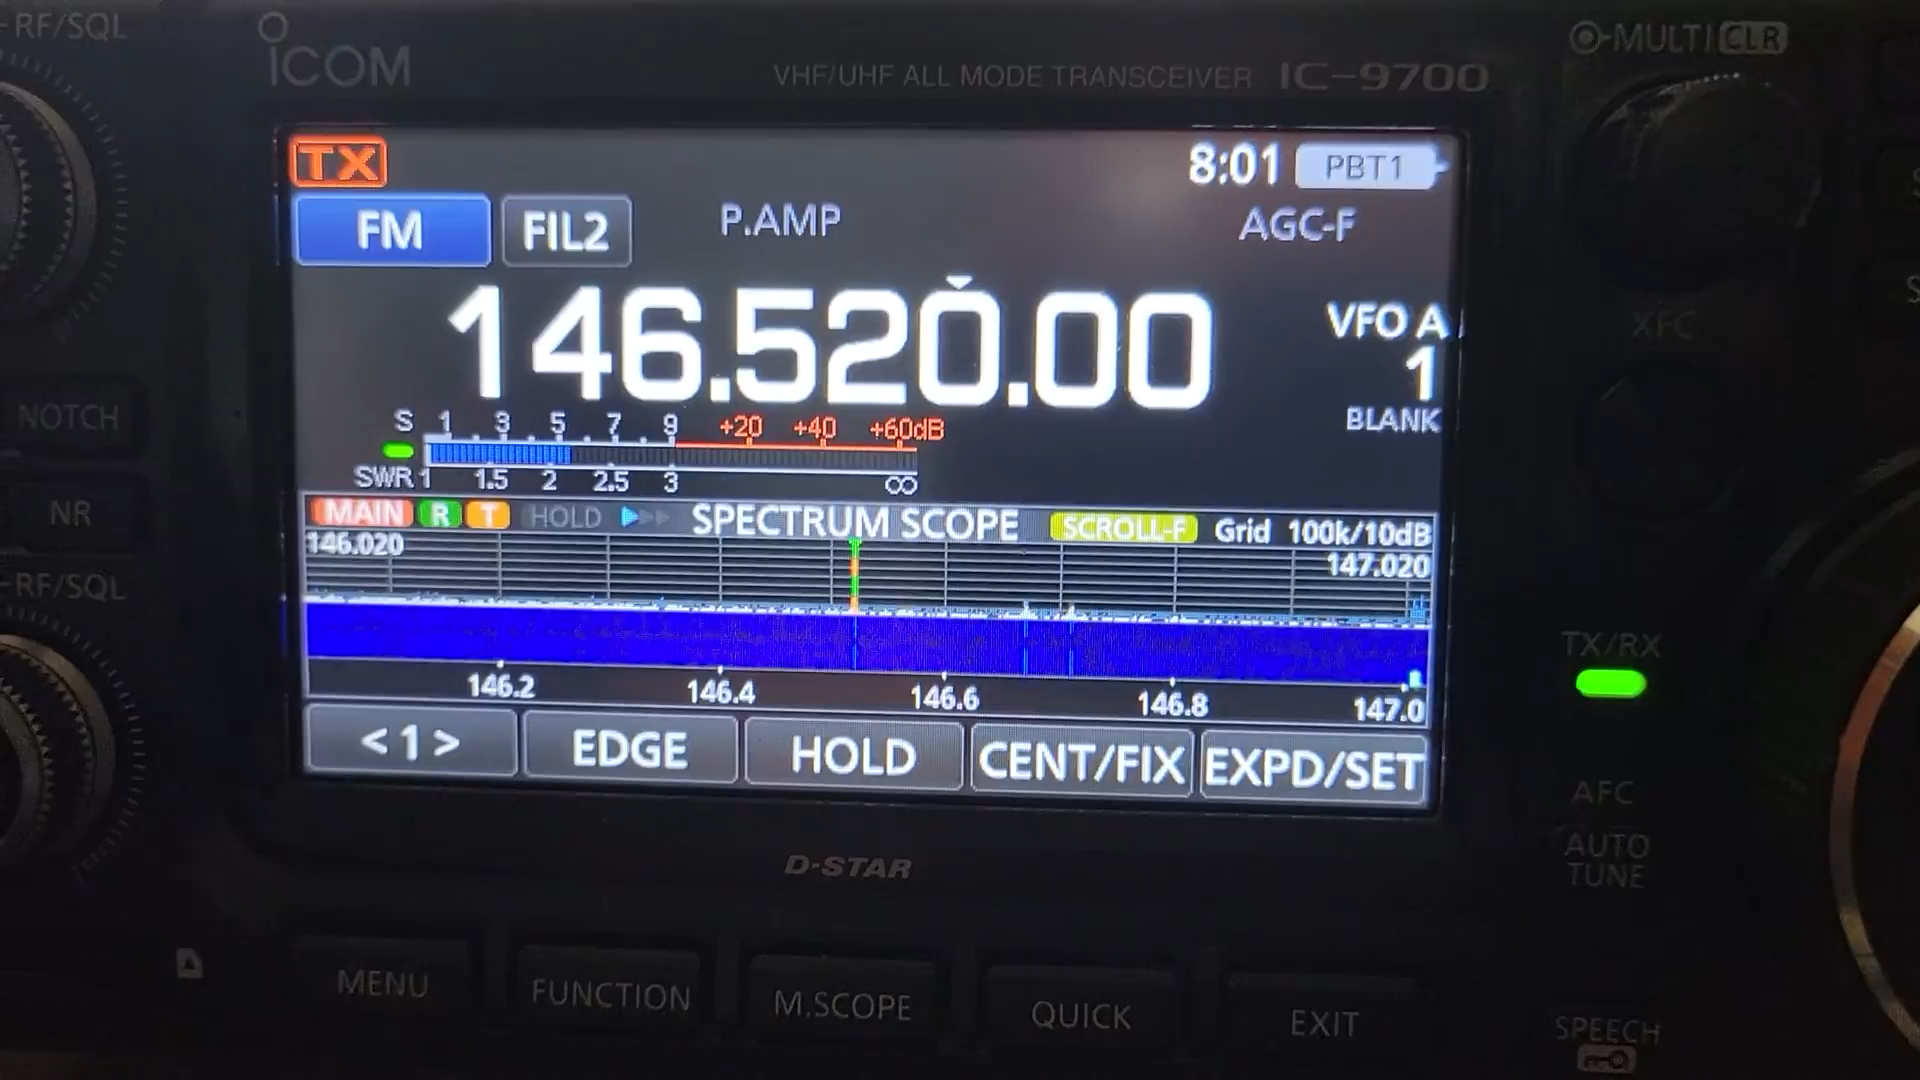 RF/SQL
ICOM
VHF/UHF ALL MODE TRANSCEIVER IC-9700
MULTI CLR
TX
8:01 PBT1
FM FIL2 P.AMP AGC-F
146.520.00
VFO A
1
BLANK
XFC
S 1 3 5 7 9 +20 +40 +60dB
SWR 1 1.5 2 2.5 3 ∞
NOTCH
NR
MAIN R T HOLD SPECTRUM SCOPE SCROLL-F Grid 100k/10dB
146.020 147.020
RF/SQL
146.2 146.4 146.6 146.8 147.0
<1> EDGE HOLD CENT/FIX EXPD/SET
TX/RX
AFC
AUTO
TUNE
D-STAR
MENU FUNCTION M.SCOPE QUICK EXIT
SPEECH